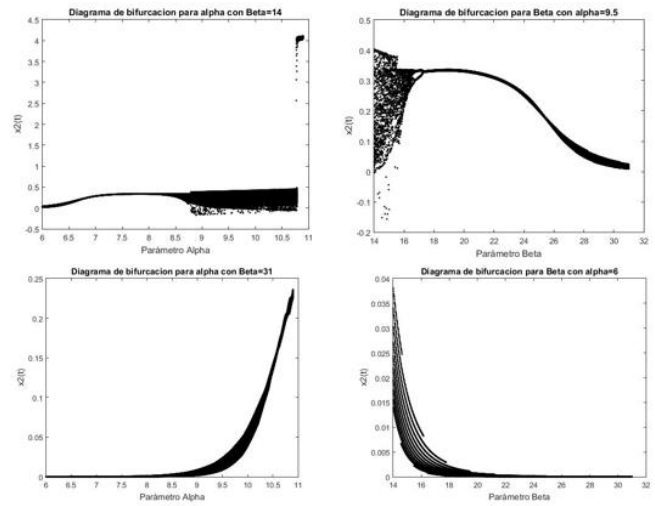 Diagrama de bifurcacion para alpha con Beta=14
4.5
4
3.5
3
2.5
2
1.5
1
0.5
0
-0.5
x2(t)
6 6.5 7 7.5 8 8.5 9 9.5 10 10.5 11
Parámetro Alpha
Diagrama de bifurcacion para Beta con alpha=9.5
0.5
0.4
0.3
0.2
0.1
0
-0.1
-0.2
x2(t)
14 16 18 20 22 24 26 28 30 32
Parámetro Beta
Diagrama de bifurcacion para alpha con Beta=31
0.25
0.2
0.15
0.1
0.05
0
x2(t)
6 6.5 7 7.5 8 8.5 9 9.5 10 10.5 11
Parámetro Alpha
Diagrama de bifurcacion para Beta con alpha=6
0.04
0.035
0.03
0.025
0.02
0.015
0.01
0.005
0
x2(t)
14 16 18 20 22 24 26 28 30 32
Parámetro Beta